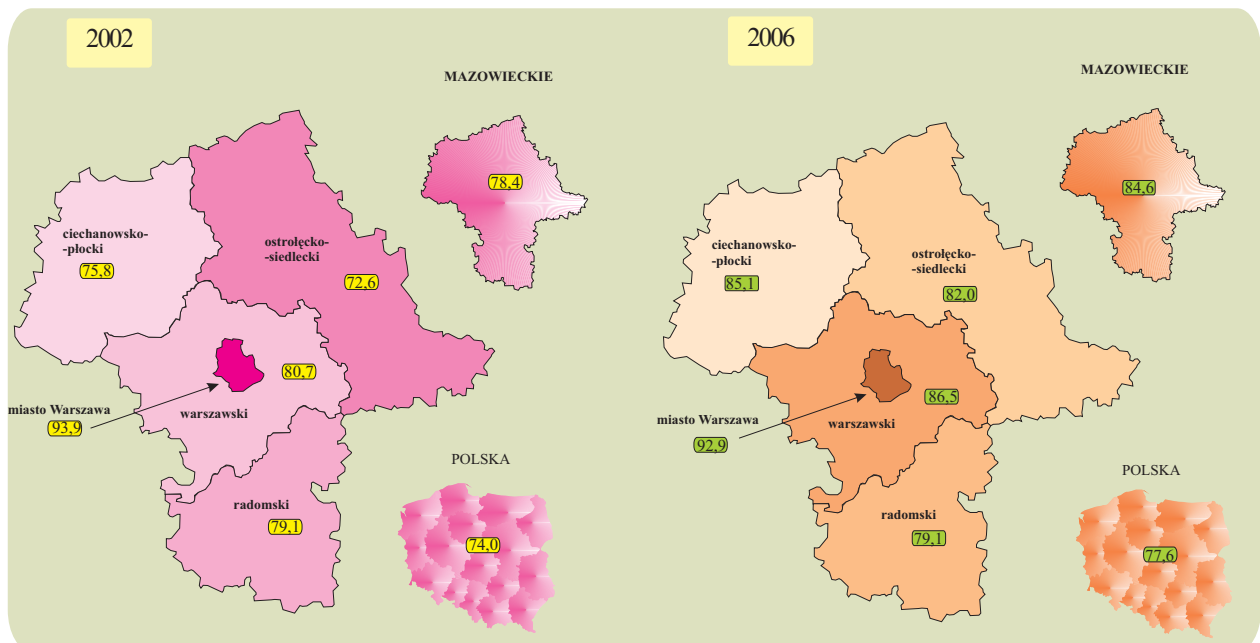 2002
MAZOWIECKIE
78,4
ciechanowsko-
-płocki
75,8
ostrołęcko-
-siedlecki
72,6
80,7
miasto Warszawa
93,9
warszawski
radomski
79,1
POLSKA
74,0
2006
MAZOWIECKIE
84,6
ciechanowsko-
-płocki
85,1
ostrołęcko-
-siedlecki
82,0
86,5
miasto Warszawa
92,9
warszawski
radomski
79,1
POLSKA
77,6